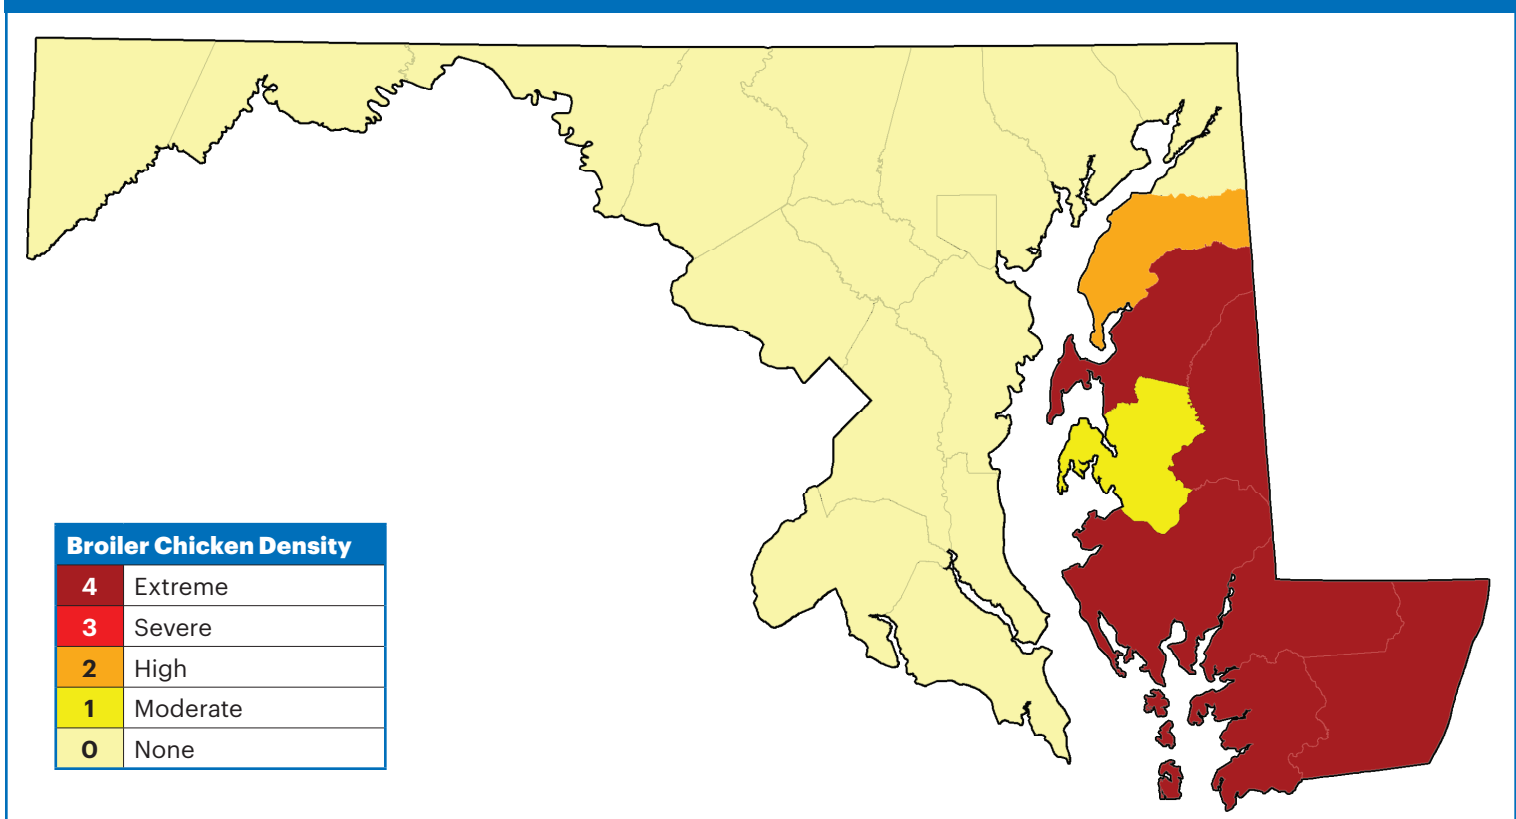 Broiler Chicken Density
4 Extreme
3 Severe
2 High
1 Moderate
0 None